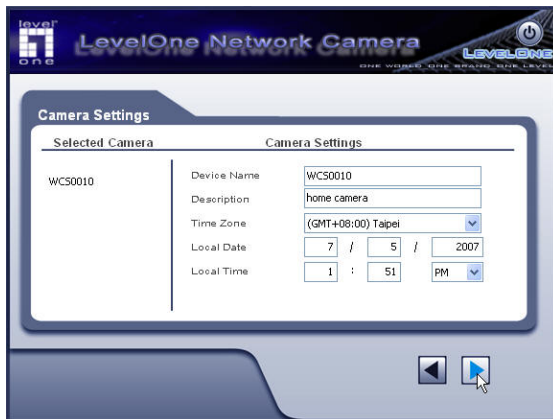 level
one
LevelOne Network Camera
LEVELONE
ONE WORLD ONE BRAND ONE LEVEL
Camera Settings
Selected Camera
Camera Settings
WCS0010
Device Name WCS0010
Description home camera
Time Zone (GMT+08:00) Taipei
Local Date 7 / 5 / 2007
Local Time 1 : 51 PM